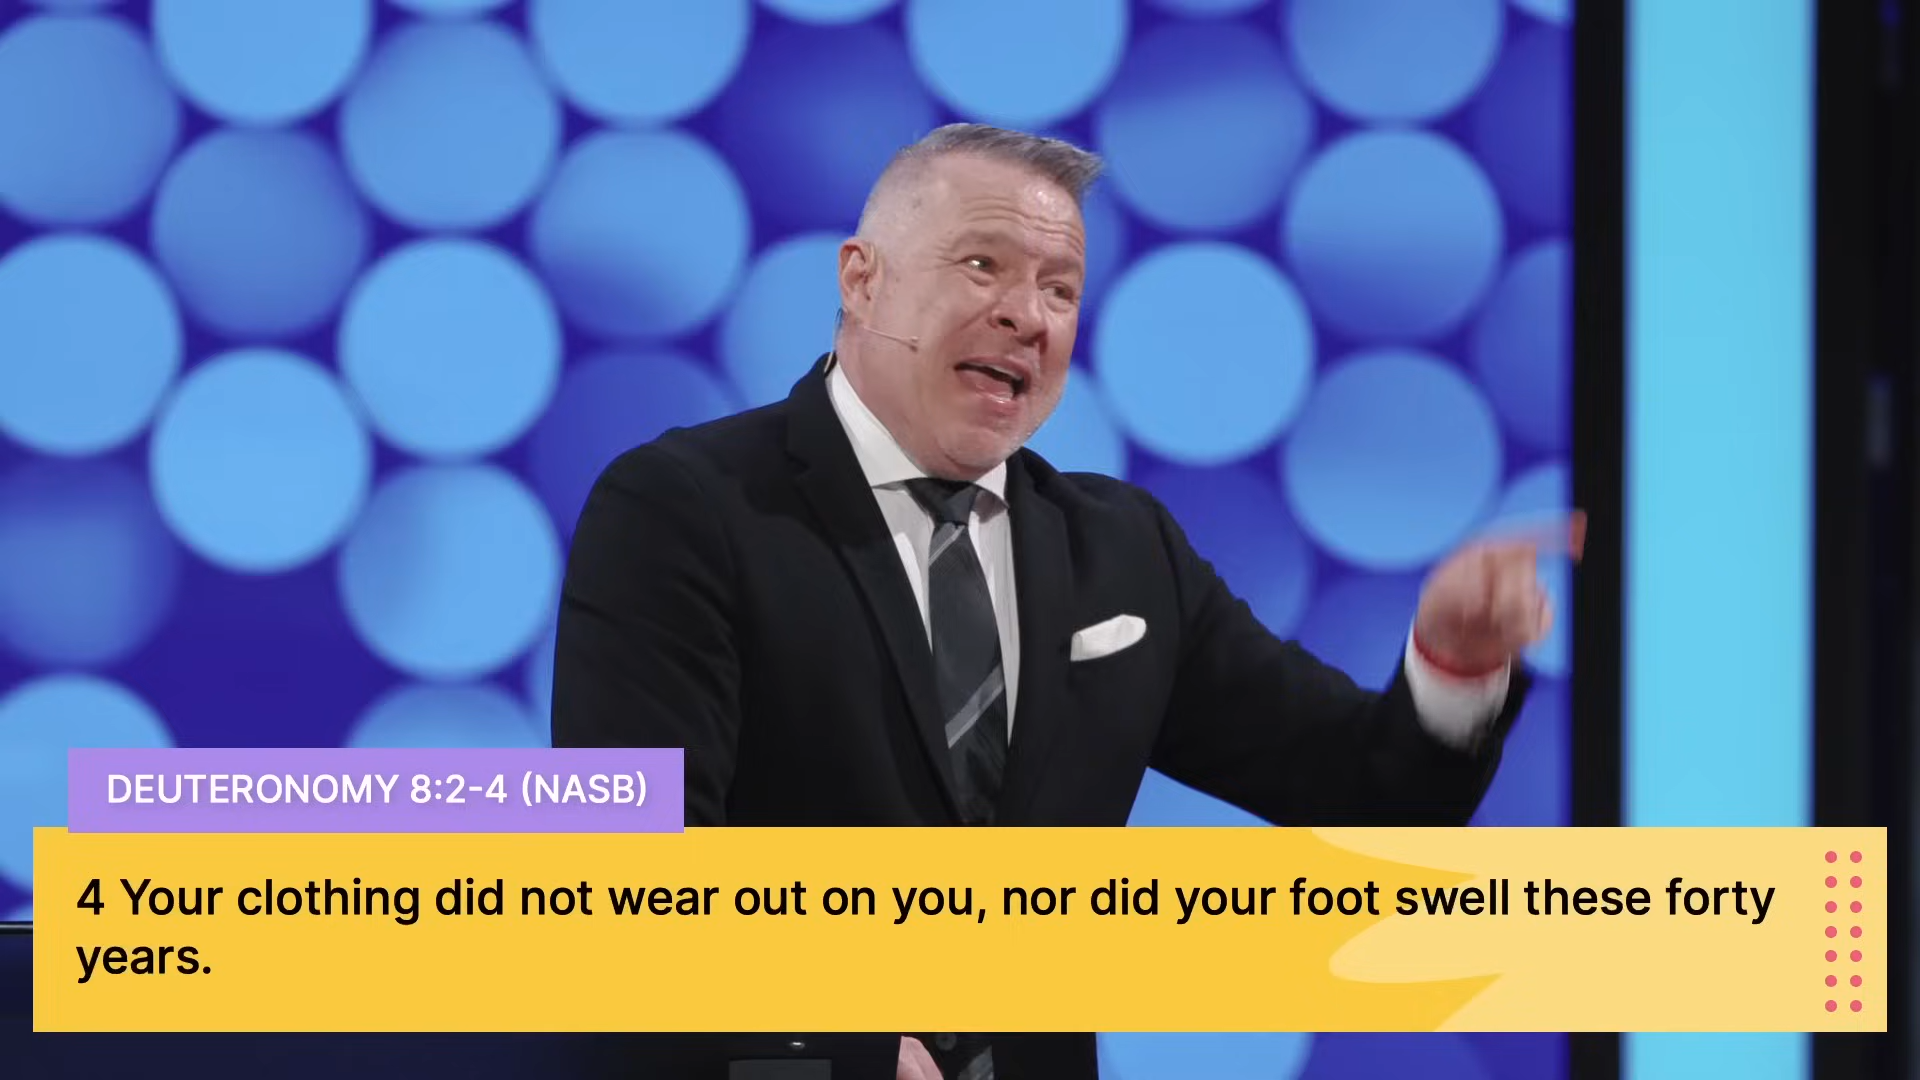 DEUTERONOMY 8:2-4 (NASB)
4 Your clothing did not wear out on you, nor did your foot swell these forty
years.